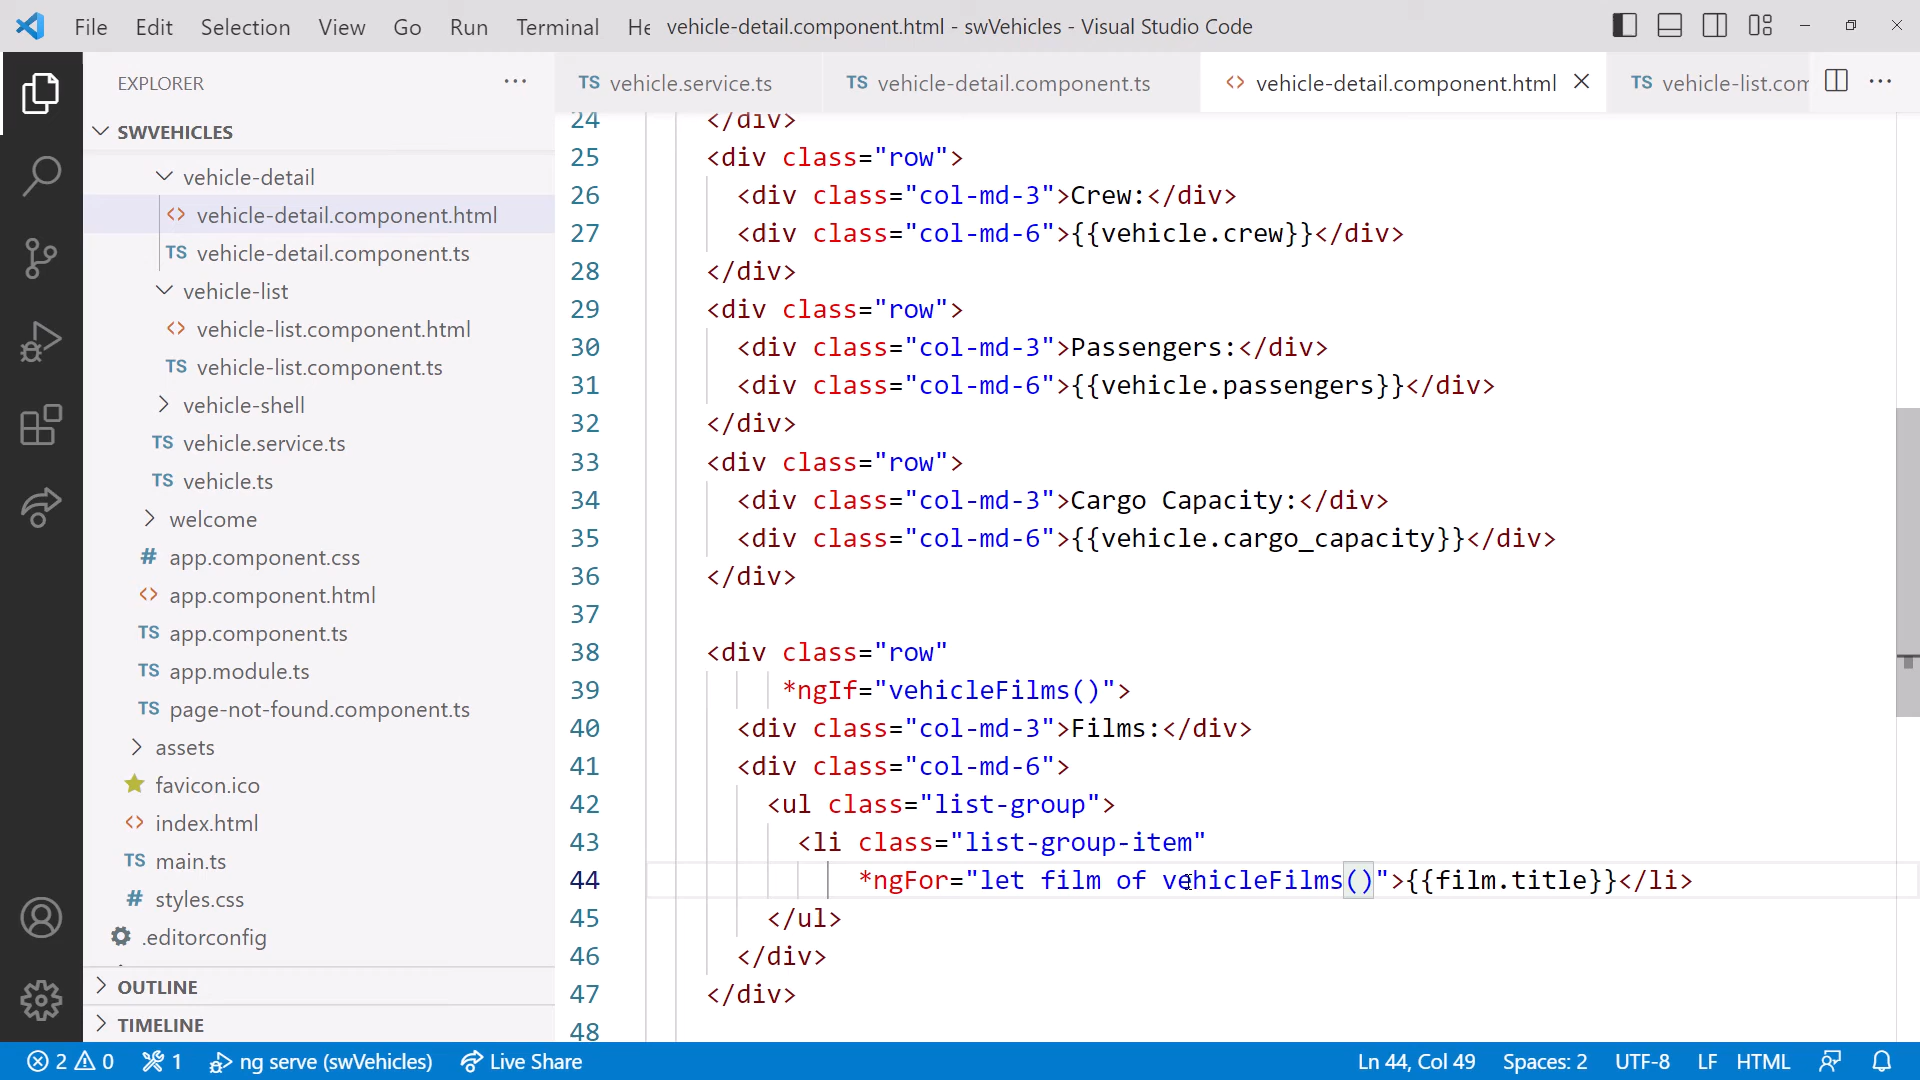 File Edit Selection View Go Run Terminal He vehicle-detail.component.html - swVehicles - Visual Studio Code
EXPLORER
SWVEHICLES
vehicle-detail
<> vehicle-detail.component.html
TS vehicle-detail.component.ts
vehicle-list
<> vehicle-list.component.html
TS vehicle-list.component.ts
vehicle-shell
TS vehicle.service.ts
TS vehicle.ts
welcome
# app.component.css
<> app.component.html
TS app.component.ts
TS app.module.ts
TS page-not-found.component.ts
assets
favicon.ico
<> index.html
TS main.ts
# styles.css
.editorconfig
OUTLINE
TIMELINE
TS vehicle.service.ts TS vehicle-detail.component.ts <> vehicle-detail.component.html TS vehicle-list.com
24 </div>
25 <div class="row">
26 <div class="col-md-3">Crew:</div>
27 <div class="col-md-6">{{vehicle.crew}}</div>
28 </div>
29 <div class="row">
30 <div class="col-md-3">Passengers:</div>
31 <div class="col-md-6">{{vehicle.passengers}}</div>
32 </div>
33 <div class="row">
34 <div class="col-md-3">Cargo Capacity:</div>
35 <div class="col-md-6">{{vehicle.cargo_capacity}}</div>
36 </div>
37
38 <div class="row"
39 *ngIf="vehicleFilms()">
40 <div class="col-md-3">Films:</div>
41 <div class="col-md-6">
42 <ul class="list-group">
43 <li class="list-group-item"
44 *ngFor="let film of vehicleFilms()">{{film.title}}</li>
45 </ul>
46 </div>
47 </div>
48
2 0 1 ng serve (swVehicles) Live Share Ln 44, Col 49 Spaces: 2 UTF-8 LF HTML